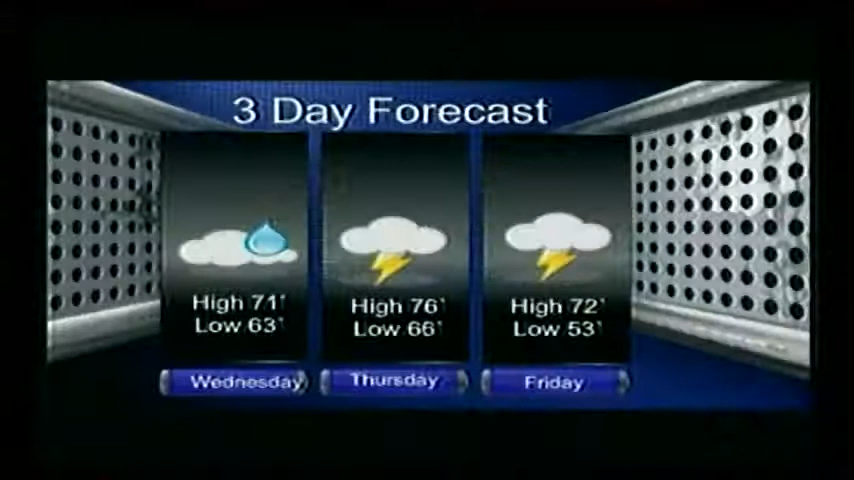 3 Day Forecast
High 71°
Low 63°
Wednesday
High 76°
Low 66°
Thursday
High 72°
Low 53°
Friday